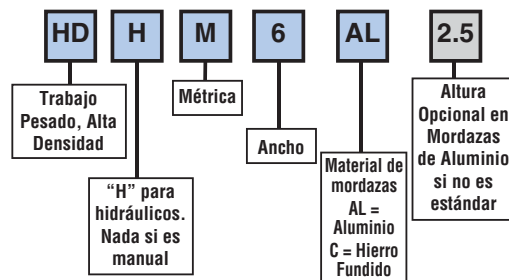 HD H M 6 AL 2.5
Trabajo
Pesado, Alta
Densidad
“H” para
hidráulicos.
Nada si es
manual
Métrica
Ancho
Material de
mordazas
AL =
Aluminio
C = Hierro
Fundido
Altura
Opcional en
Mordazas
de Aluminio
si no es
estándar